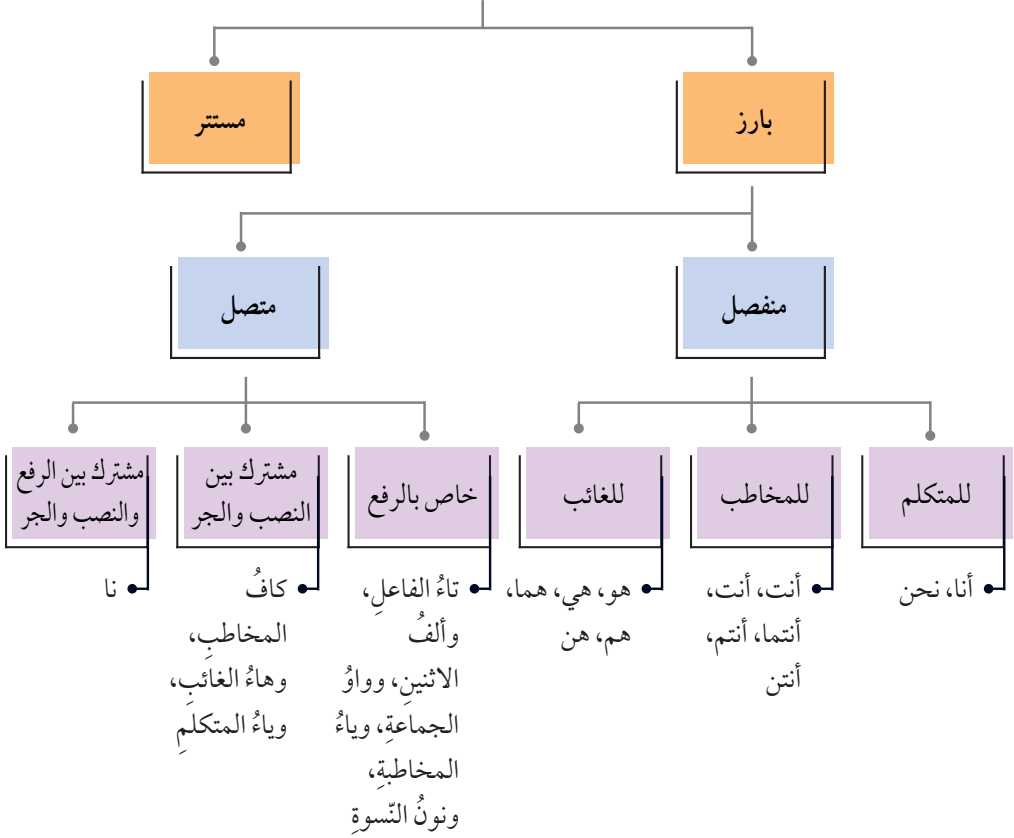 بارز
مستتر
منفصل
متصل
للمتكلم
أنا، نحن
للمخاطب
أنت، أنت،
أنتما، أنتم،
أنتن
للغائب
هو، هي، هما،
هم، هن
خاص بالرفع
تاءُ الفاعلِ،
وألفُ
الاثنينِ، وواوُ
الجماعةِ، وياءُ
المخاطبةِ،
ونونُ النّسوةِ
مشترك بين
النصب والجر
كافُ
المخاطبِ،
وهاءُ الغائبِ،
وياءُ المتكلمِ
مشترك بين الرفع
والنصب والجر
نا